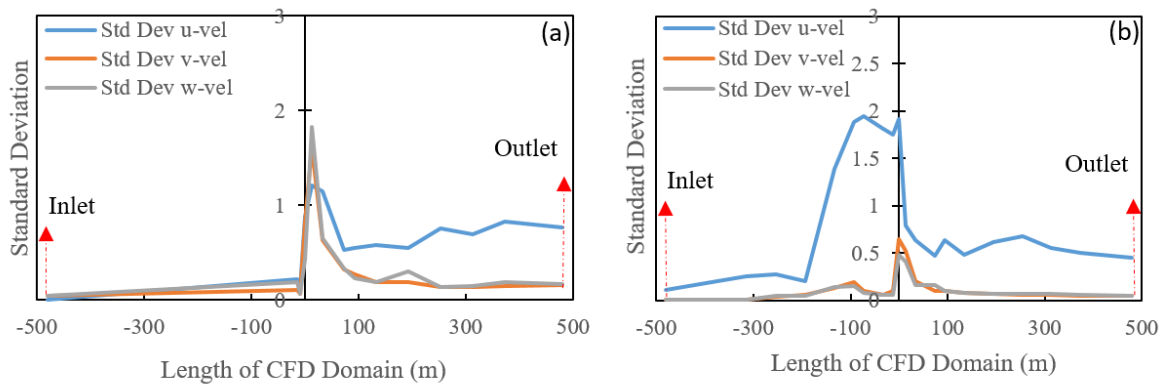 3
(a)
Std Dev u-vel
Std Dev v-vel
Std Dev w-vel
2
1
0
Inlet
Outlet
Standard Deviation
-500
-300
-100
100
300
500
Length of CFD Domain (m)
3
(b)
Std Dev u-vel
Std Dev v-vel
Std Dev w-vel
2.5
2
1.5
1
0.5
0
Inlet
Outlet
Standard Deviation
-500
-300
-100
100
300
500
Length of CFD Domain (m)